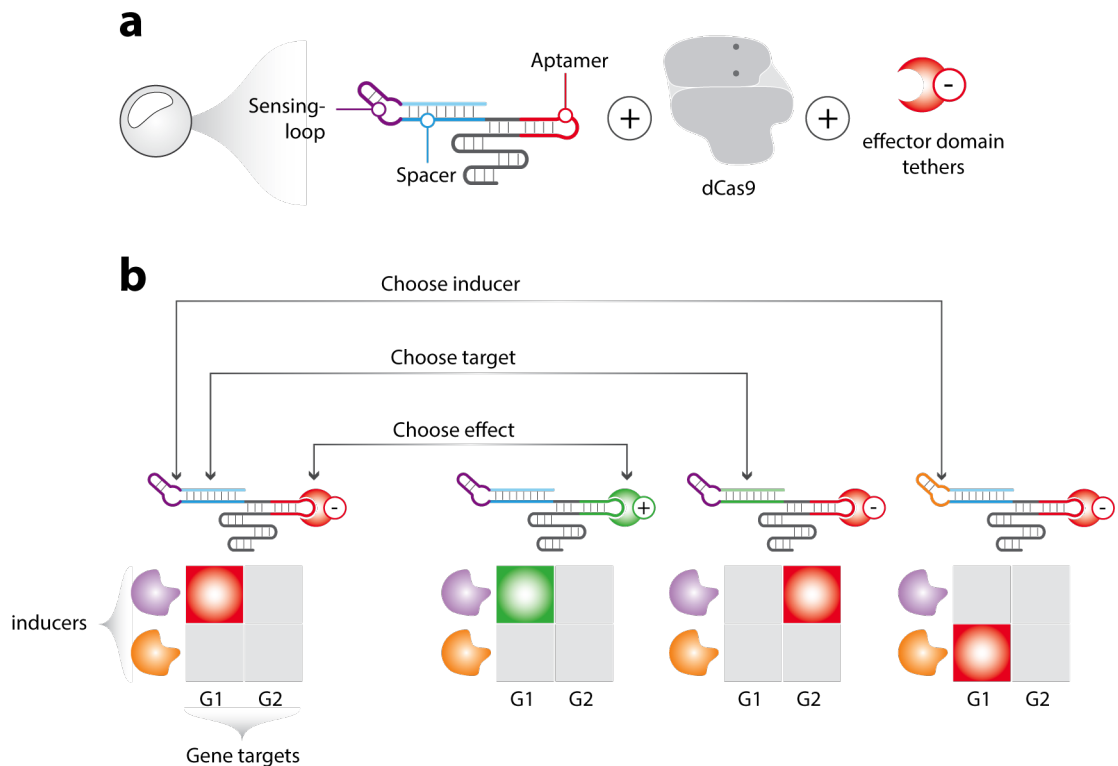 a
Aptamer
Sensing-
loop
+
+
-
Spacer
effector domain
tethers
dCas9
b
Choose inducer
Choose target
Choose effect
-
+
-
-
inducers
G1 G2
G1 G2
G1 G2
G1 G2
Gene targets